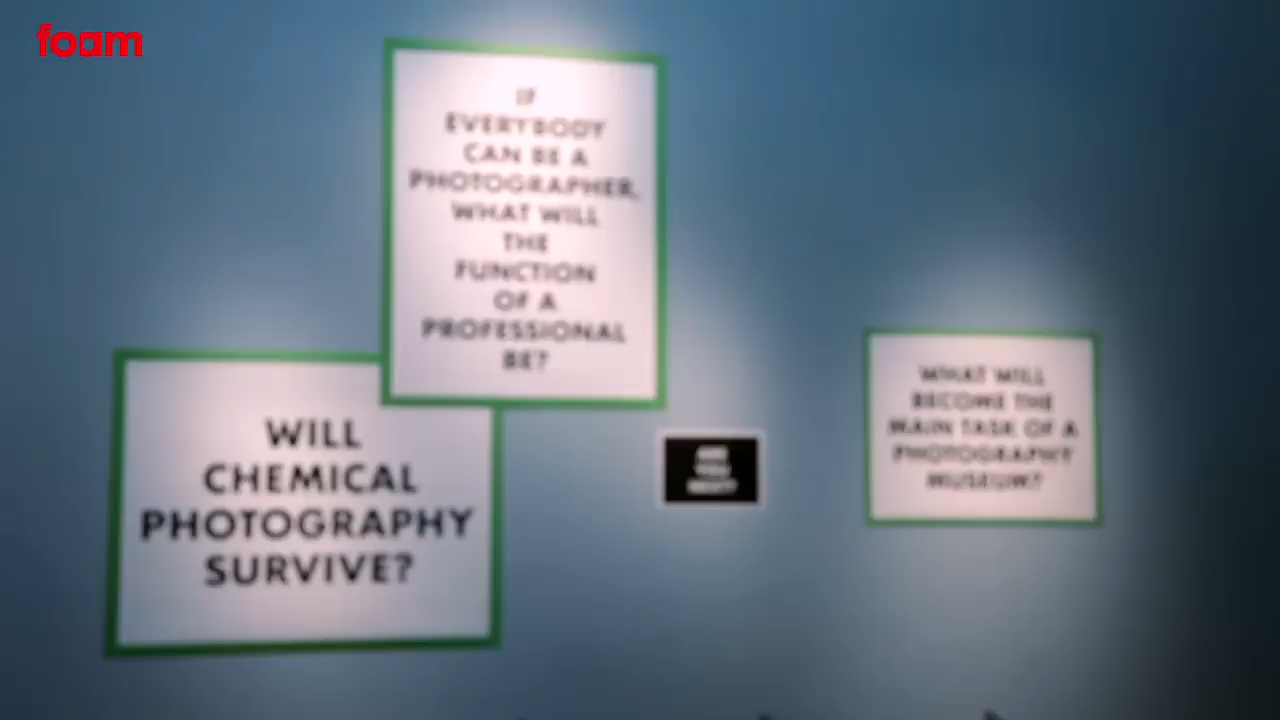 foam
IF
EVERYBODY
CAN BE A
PHOTOGRAPHER,
WHAT WILL
THE
FUNCTION
OF A
PROFESSIONAL
BE?
WILL
CHEMICAL
PHOTOGRAPHY
SURVIVE?
WHAT WILL
BECOME THE
MAIN TASK OF A
PHOTOGRAPHY
MUSEUM?